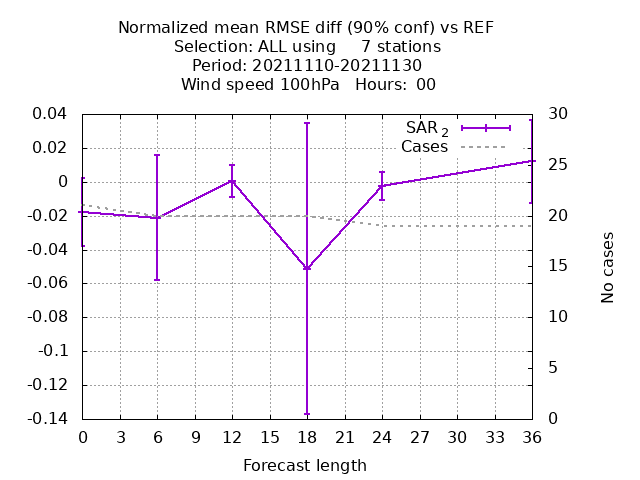 Normalized mean RMSE diff (90% conf) vs REF
Selection: ALL using     7 stations
Period: 20211110-20211130
Wind speed 100hPa   Hours: 00
SAR 2
Cases
0.04
0.02
0
-0.02
-0.04
-0.06
-0.08
-0.1
-0.12
-0.14
30
25
20
15
10
5
0
No cases
0 3 6 9 12 15 18 21 24 27 30 33 36
Forecast length